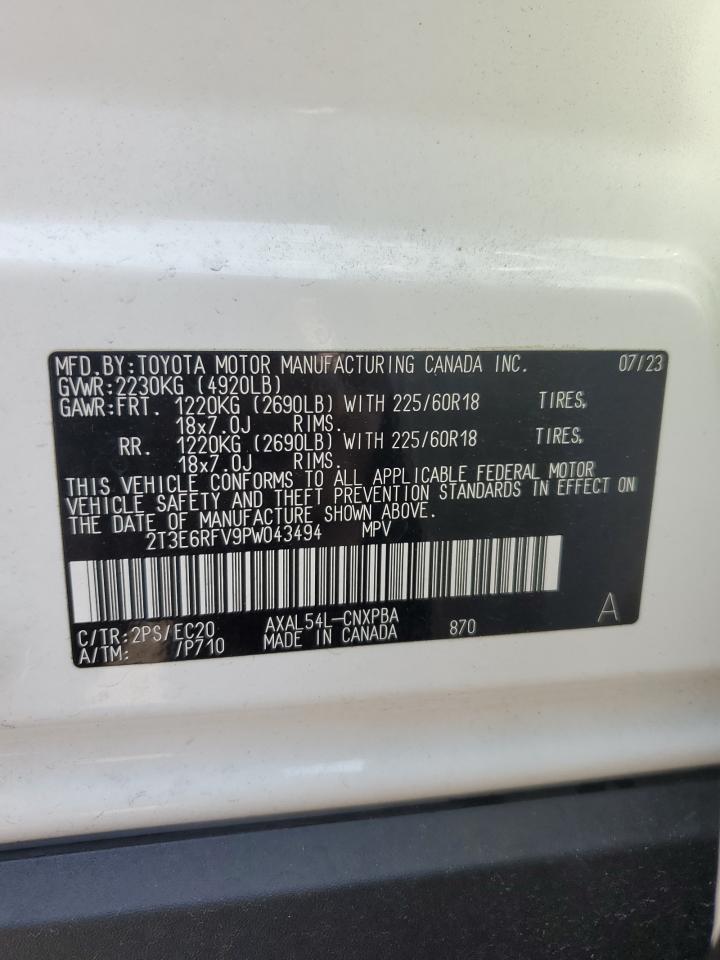 MFD.BY:TOYOTA MOTOR MANUFACTURING CANADA INC. 07/23
GVWR:2230KG (4920LB)
GAWR:FRT. 1220KG (2690LB) WITH 225/60R18 TIRES,
18x7.0J RIMS.
RR. 1220KG (2690LB) WITH 225/60R18 TIRES,
18x7.0J RIMS.
THIS VEHICLE CONFORMS TO ALL APPLICABLE FEDERAL MOTOR
VEHICLE SAFETY AND THEFT PREVENTION STANDARDS IN EFFECT ON
THE DATE OF MANUFACTURE SHOWN ABOVE.
2T3E6RFV9PW043494 MPV
C/TR:2PS/EC20 AXAL54L-CNXPBA 870 A
A/TM: /P710 MADE IN CANADA